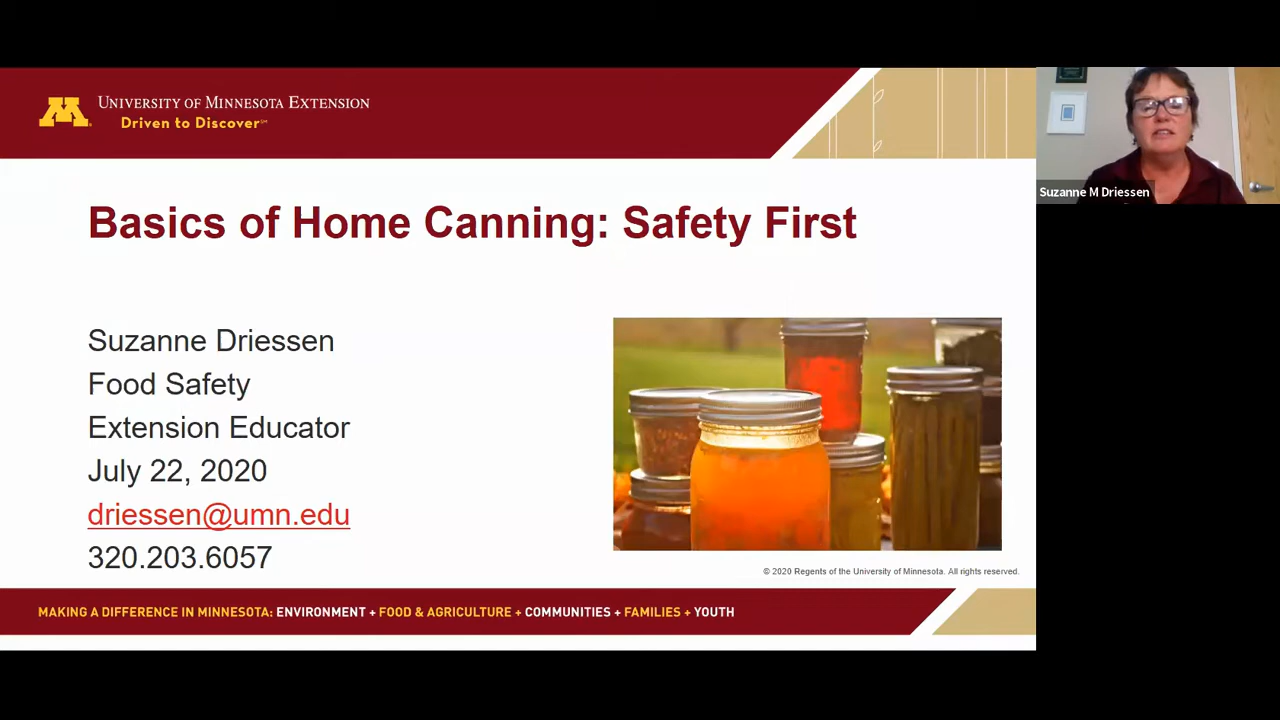 University of Minnesota Extension
Driven to Discover℠
Suzanne M Driessen
Basics of Home Canning: Safety First
Suzanne Driessen
Food Safety
Extension Educator
July 22, 2020
driessen@umn.edu
320.203.6057
© 2020 Regents of the University of Minnesota. All rights reserved.
MAKING A DIFFERENCE IN MINNESOTA: ENVIRONMENT + FOOD & AGRICULTURE + COMMUNITIES + FAMILIES + YOUTH